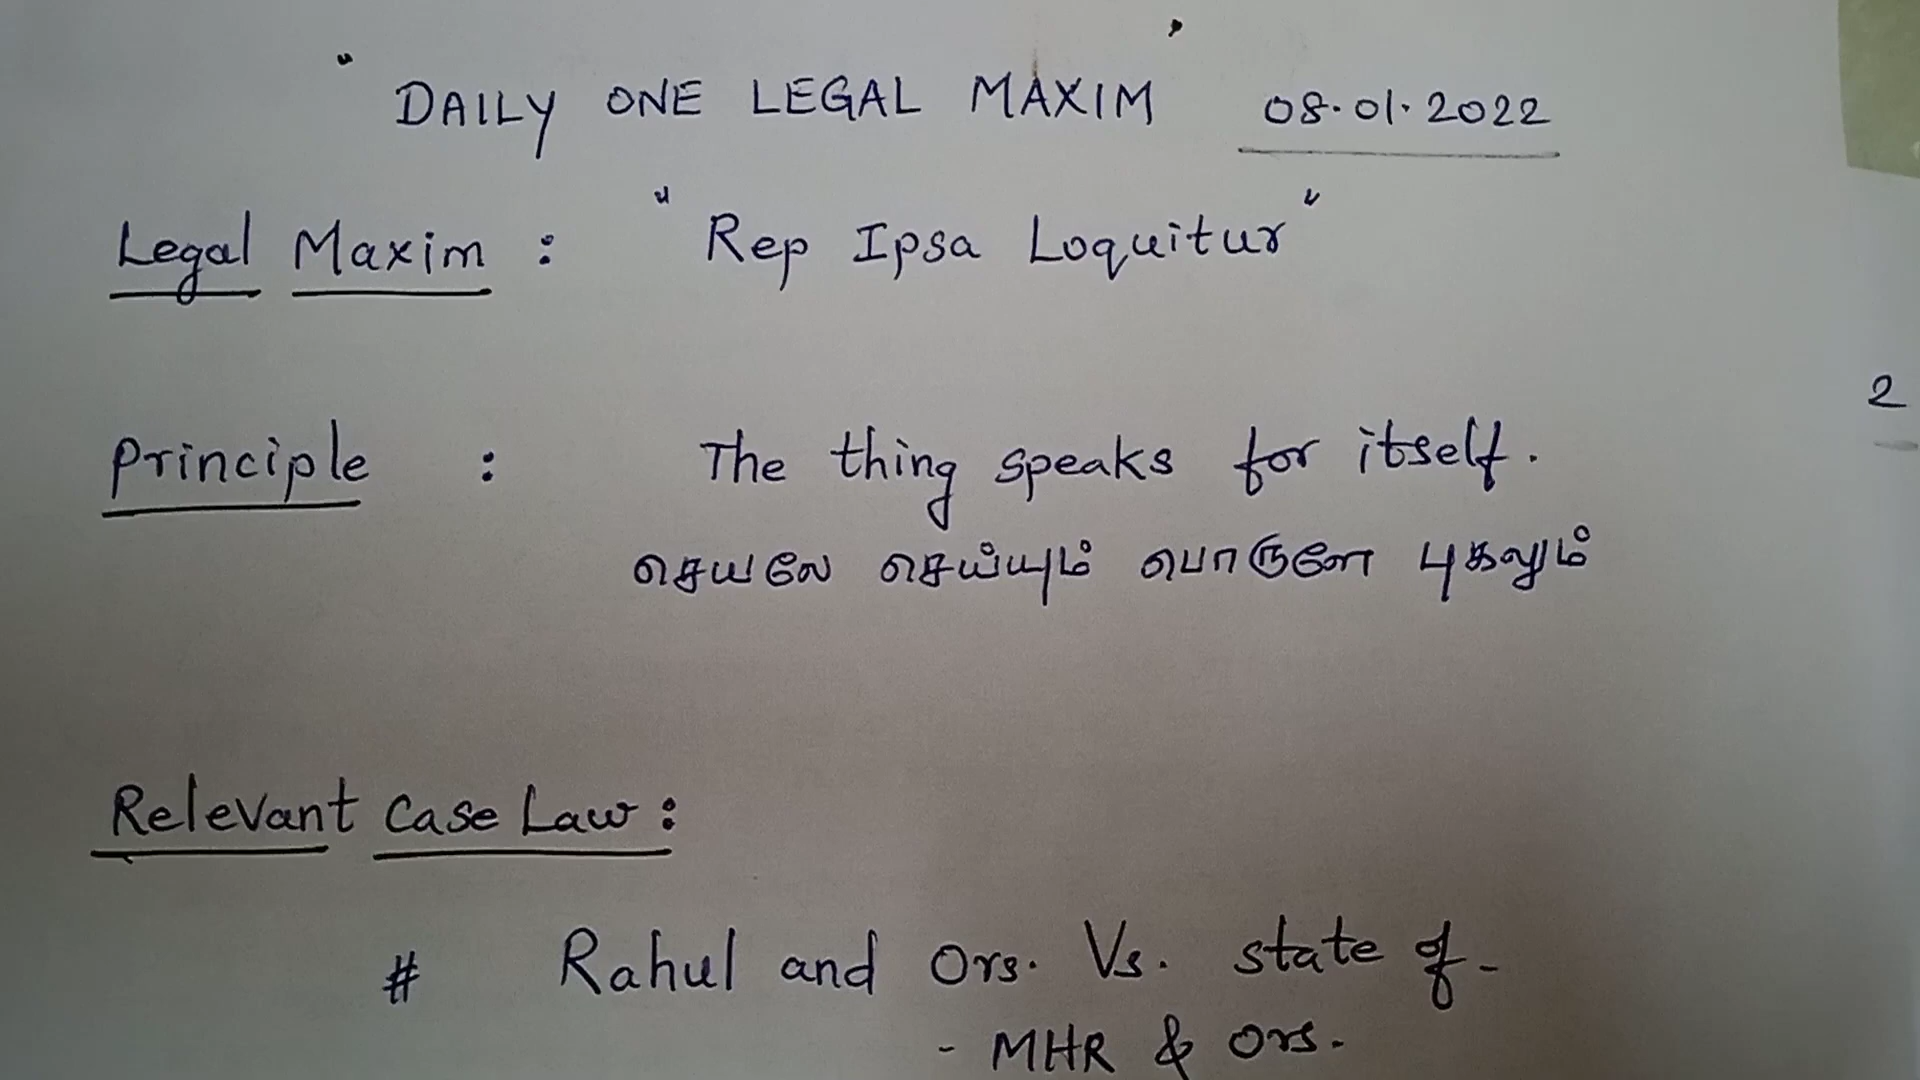 "DAILY ONE LEGAL MAXIM" 08.01.2022
Legal Maxim : "Rep Ipsa Loquitur"
2
Principle : The thing speaks for itself.
செயலே செய்யும் பொருளே புகலும்
Relevant Case Law :
# Rahul and Ors. Vs. state of -
- MHR & Ors.